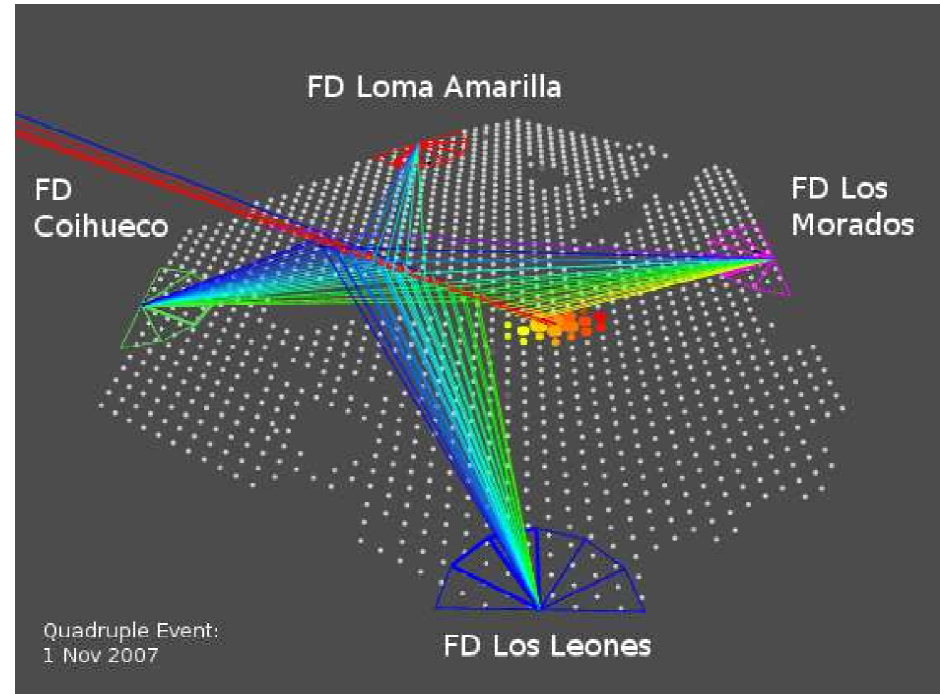 FD Loma Amarilla
FD
Coihueco
FD Los
Morados
FD Los Leones
Quadruple Event:
1 Nov 2007